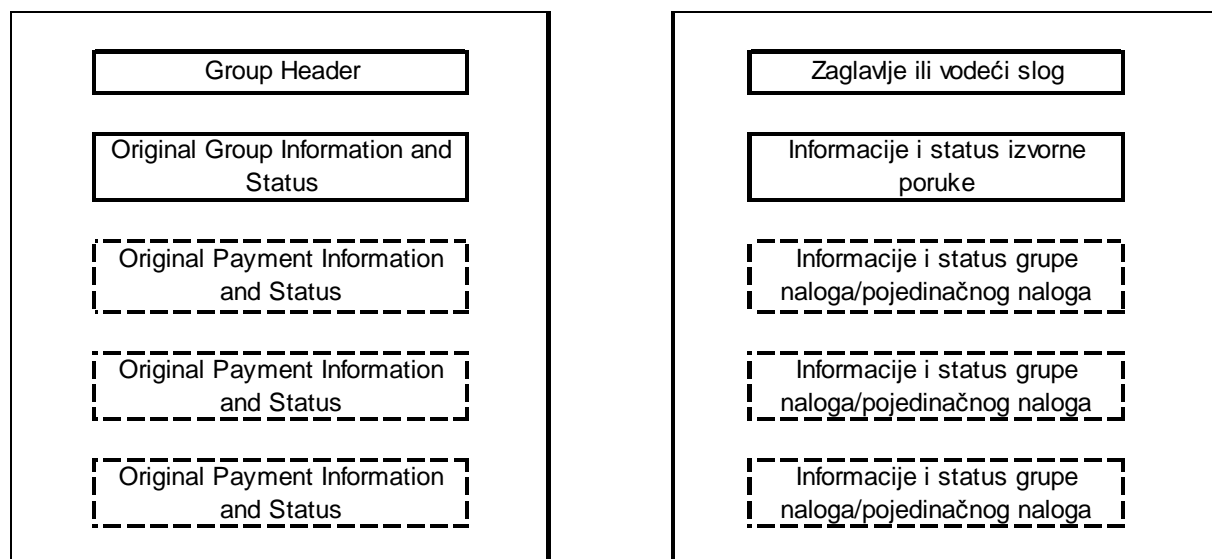 Group Header
Original Group Information and
Status
Original Payment Information
and Status
Original Payment Information
and Status
Original Payment Information
and Status
Zaglavlje ili vodeći slog
Informacije i status izvorne
poruke
Informacije i status grupe
naloga/pojedinačnog naloga
Informacije i status grupe
naloga/pojedinačnog naloga
Informacije i status grupe
naloga/pojedinačnog naloga